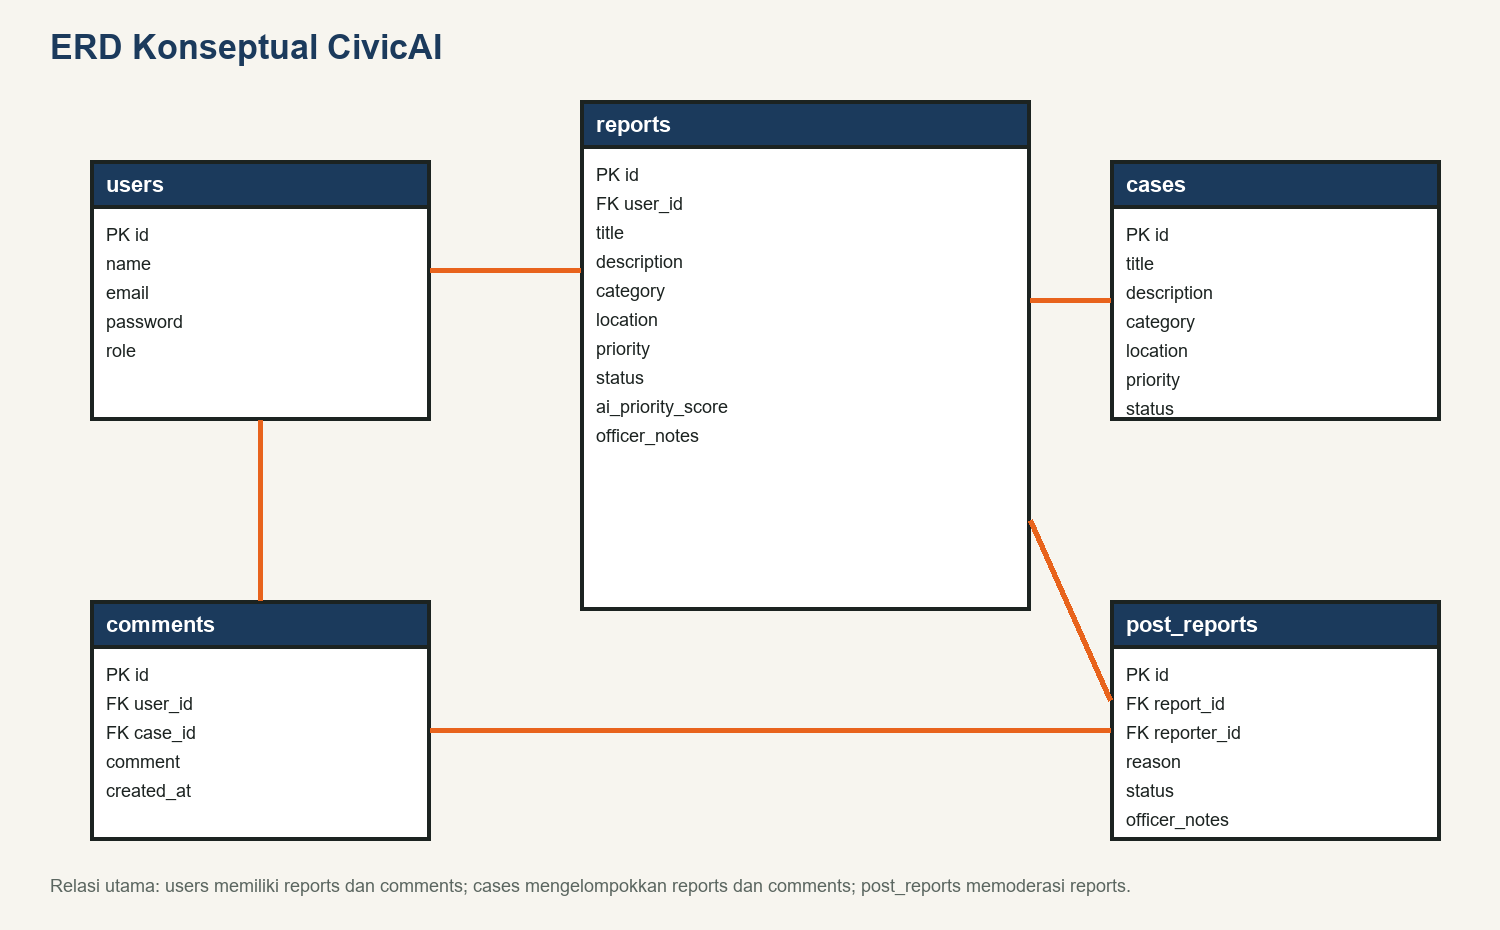 ERD Konseptual CivicAI
users
PK id
name
email
password
role
reports
PK id
FK user_id
title
description
category
location
priority
status
ai_priority_score
officer_notes
cases
PK id
title
description
category
location
priority
status
comments
PK id
FK user_id
FK case_id
comment
created_at
post_reports
PK id
FK report_id
FK reporter_id
reason
status
officer_notes
Relasi utama: users memiliki reports dan comments; cases mengelompokkan reports dan comments; post_reports memoderasi reports.